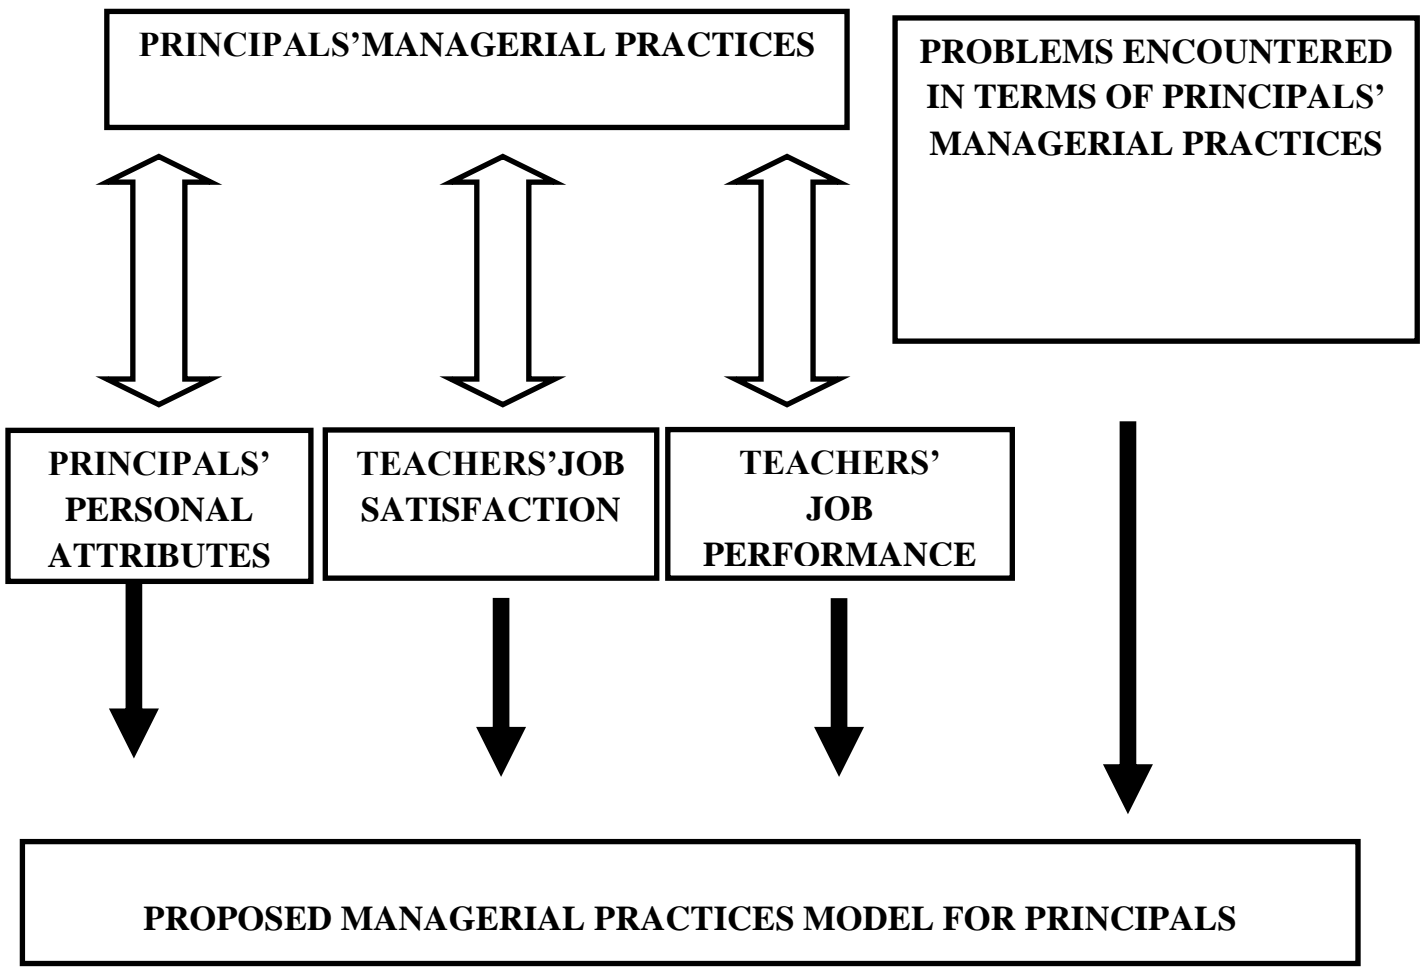 PRINCIPALS’MANAGERIAL PRACTICES
PROBLEMS ENCOUNTERED
IN TERMS OF PRINCIPALS’
MANAGERIAL PRACTICES
PRINCIPALS’
PERSONAL
ATTRIBUTES
TEACHERS’JOB
SATISFACTION
TEACHERS’
JOB
PERFORMANCE
PROPOSED MANAGERIAL PRACTICES MODEL FOR PRINCIPALS